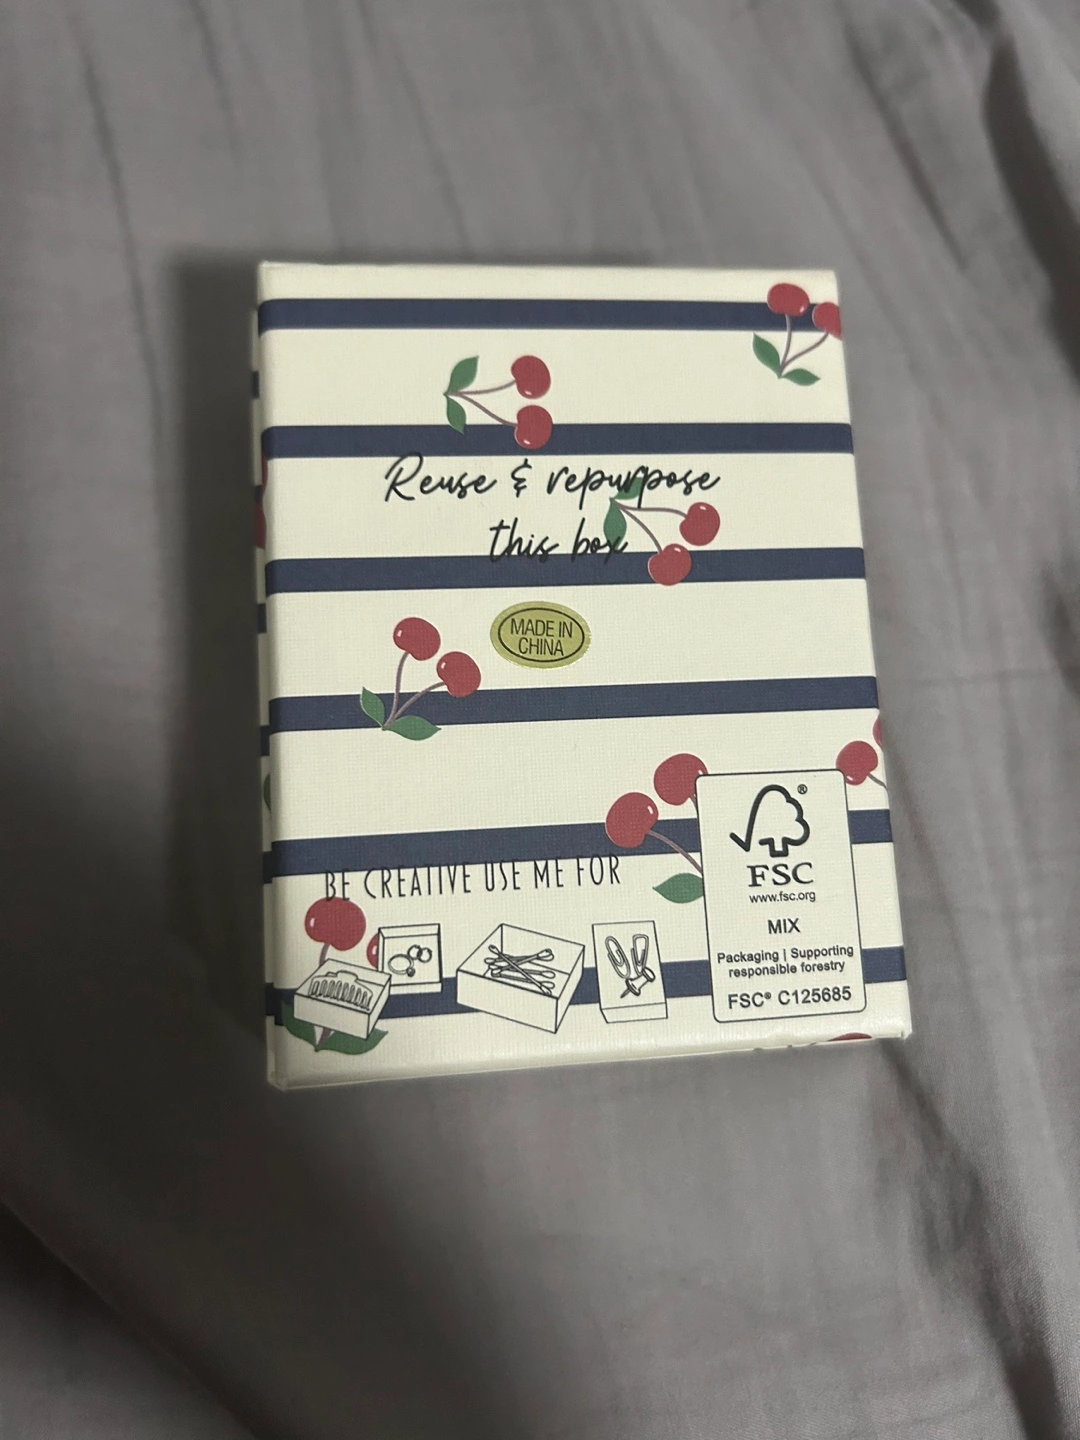 Reuse & repurpose
this box
MADE IN
CHINA
BE CREATIVE USE ME FOR
®
FSC
www.fsc.org
MIX
Packaging | Supporting
responsible forestry
FSC® C125685